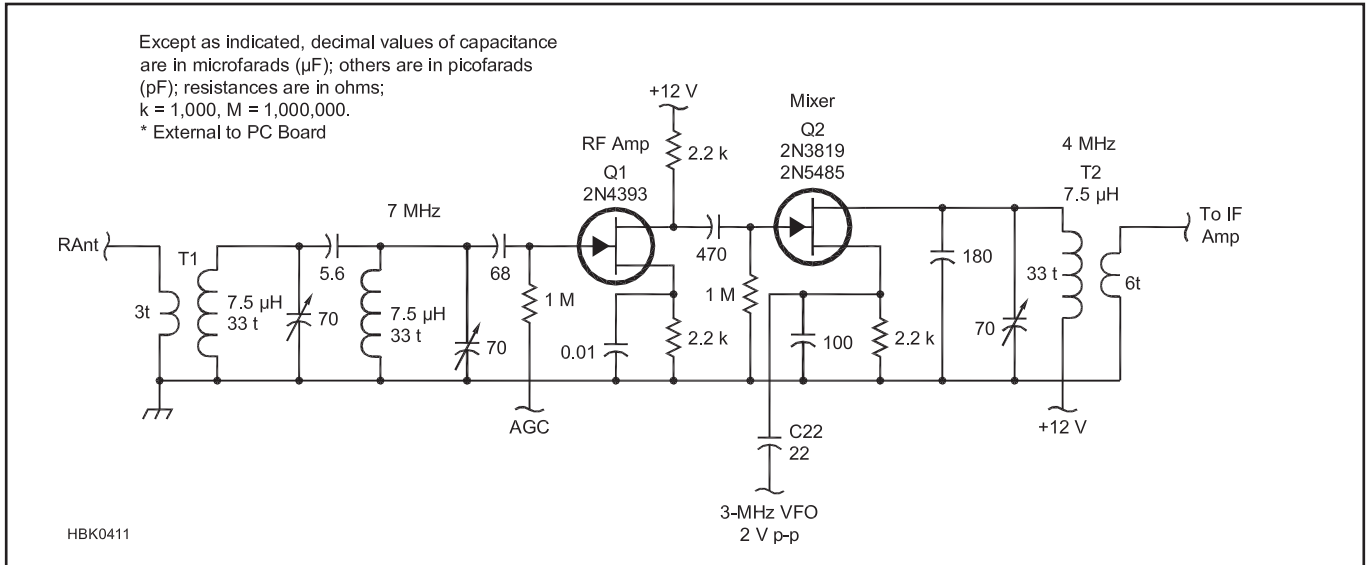 Except as indicated, decimal values of capacitance
are in microfarads (µF); others are in picofarads
(pF); resistances are in ohms;
k = 1,000, M = 1,000,000.
* External to PC Board
+12 V
2.2 k
RF Amp
Q1
2N4393
Mixer
Q2
2N3819
2N5485
4 MHz
T2
7.5 µH
7 MHz
RAnt
T1
3t
7.5 µH
33 t
70
5.6
7.5 µH
33 t
70
68
1 M
AGC
0.01
2.2 k
470
1 M
100
2.2 k
C22
22
3-MHz VFO
2 V p-p
180
70
33 t
6t
+12 V
To IF
Amp
HBK0411